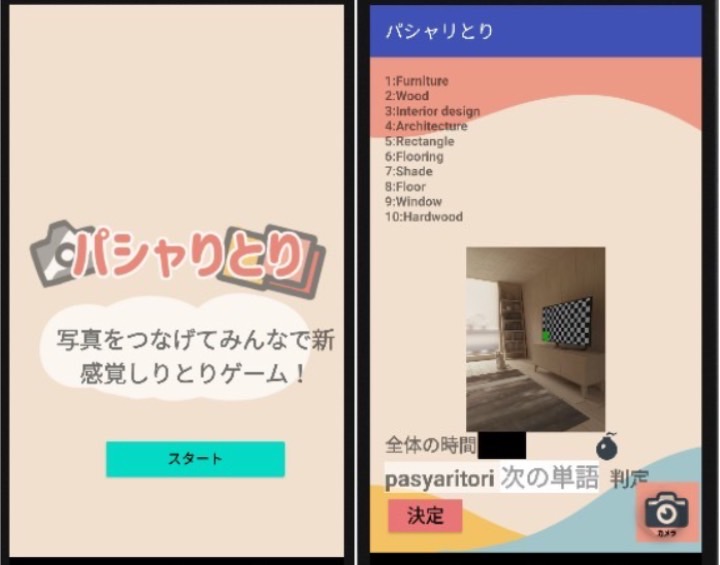 パシャりとり
写真をつなげてみんなで新
感覚しりとりゲーム！
スタート
パシャリとり
1:Furniture
2:Wood
3:Interior design
4:Architecture
5:Rectangle
6:Flooring
7:Shade
8:Floor
9:Window
10:Hardwood
全体の時間
pasyaritori 次の単語 判定
決定
カメラ